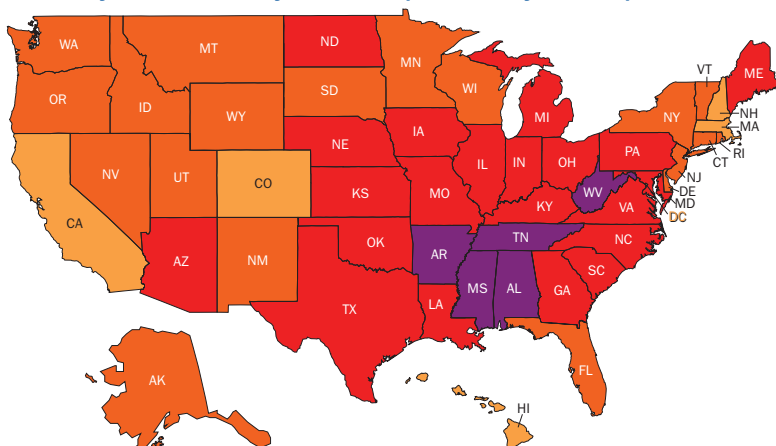 WA
MT
ND
MN
VT
ME
OR
ID
SD
WI
NY
NH
MA
WY
MI
RI
CT
NV
UT
CO
NE
IA
IL
IN
OH
PA
NJ
DE
MD
DC
CA
KS
MO
KY
WV
VA
AZ
NM
OK
AR
TN
NC
SC
TX
LA
MS
AL
GA
AK
FL
HI